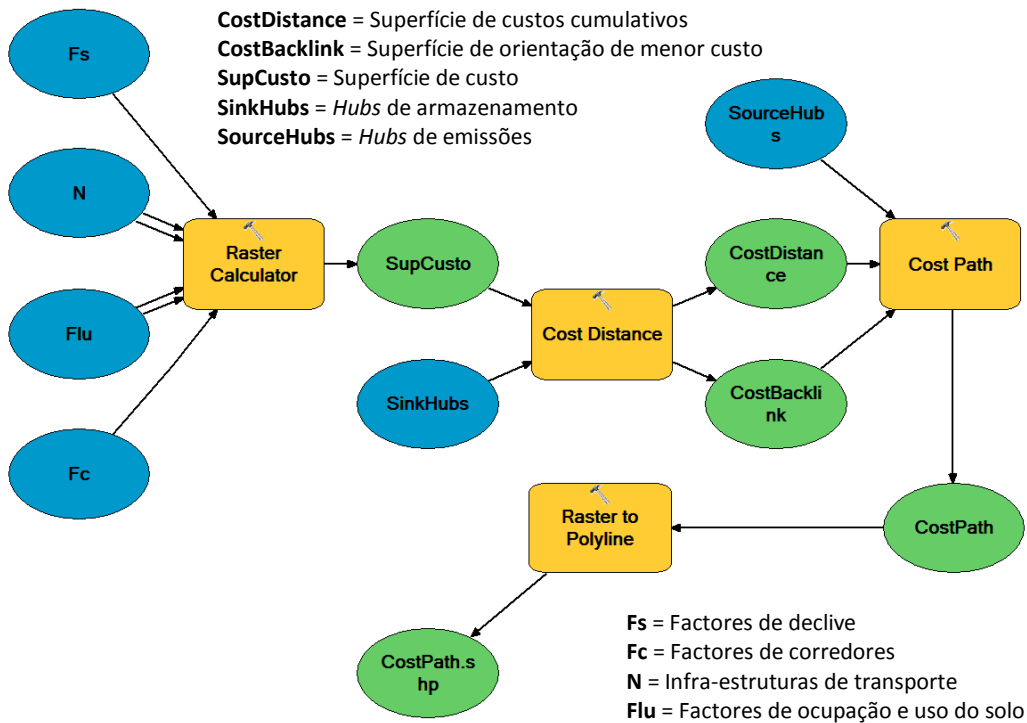 CostDistance = Superfície de custos cumulativos
CostBacklink = Superfície de orientação de menor custo
SupCusto = Superfície de custo
SinkHubs = Hubs de armazenamento
SourceHubs = Hubs de emissões
Fs
N
Flu
Fc
Raster
Calculator
SupCusto
SinkHubs
Cost Distance
SourceHub
s
CostDistan
ce
CostBackli
nk
Cost Path
CostPath
Raster to
Polyline
CostPath.s
hp
Fs = Factores de declive
Fc = Factores de corredores
N = Infra-estruturas de transporte
Flu = Factores de ocupação e uso do solo